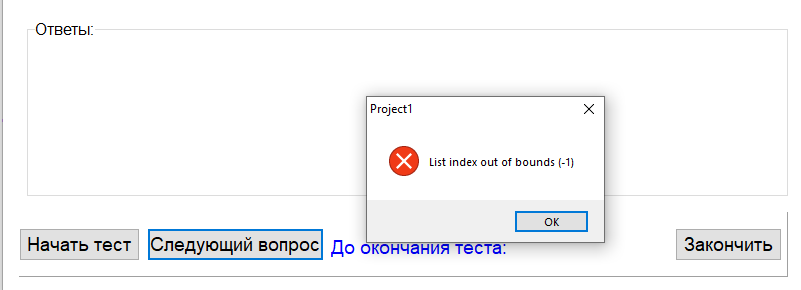 Ответы:
Project1
List index out of bounds (-1)
OK
Начать тест
Следующий вопрос
До окончания теста:
Закончить